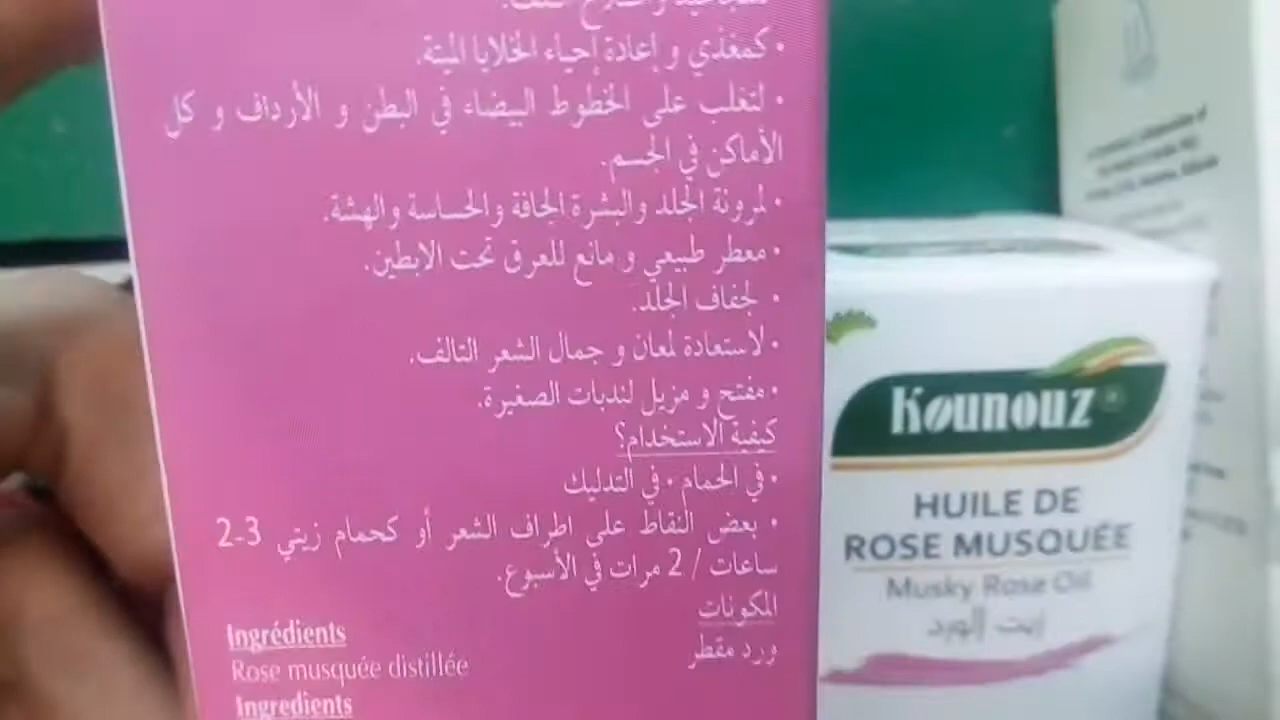 • كمغذي و إعادة إحياء الخلايا الميتة.
• لتغلب على الخطوط البيضاء في البطن و الأرداف و كل
الأماكن في الجسم.
• لمرونة الجلد والبشرة الجافة والحساسة والهشة.
• معطر طبيعي و مانع للعرق تحت الابطين.
• لجفاف الجلد.
• لاستعادة لمعان و جمال الشعر التالف.
• مفتح و مزيل لندبات الصغيرة.
كيفية الاستخدام؟
• في الحمام • في التدليك
• بعض النقاط على اطراف الشعر أو كحمام زيتي 3-2
ساعات / 2 مرات في الأسبوع.
المكونات
ورد مقطر
Ingrédients
Rose musquée distillée
Ingredients
Kounouz
HUILE DE
ROSE MUSQUÉE
Musky Rose Oil
زيت الورد